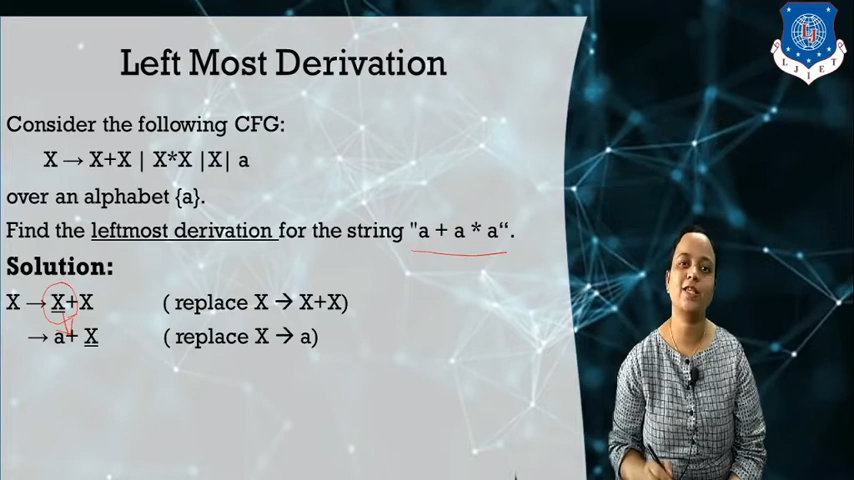 Left Most Derivation
Consider the following CFG:
X → X+X | X*X |X| a
over an alphabet {a}.
Find the leftmost derivation for the string "a + a * a“.
Solution:
X → X+X ( replace X → X+X)
→ a+ X ( replace X → a)
LJIET